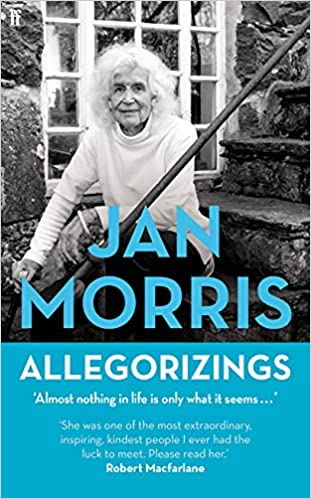 ff
JAN
MORRIS
ALLEGORIZINGS
‘Almost nothing in life is only what it seems…’
‘She was one of the most extraordinary,
inspiring, kindest people I ever had the
luck to meet. Please read her.’
Robert Macfarlane